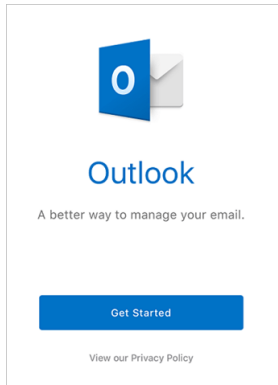 O
Outlook
A better way to manage your email.
Get Started
View our Privacy Policy